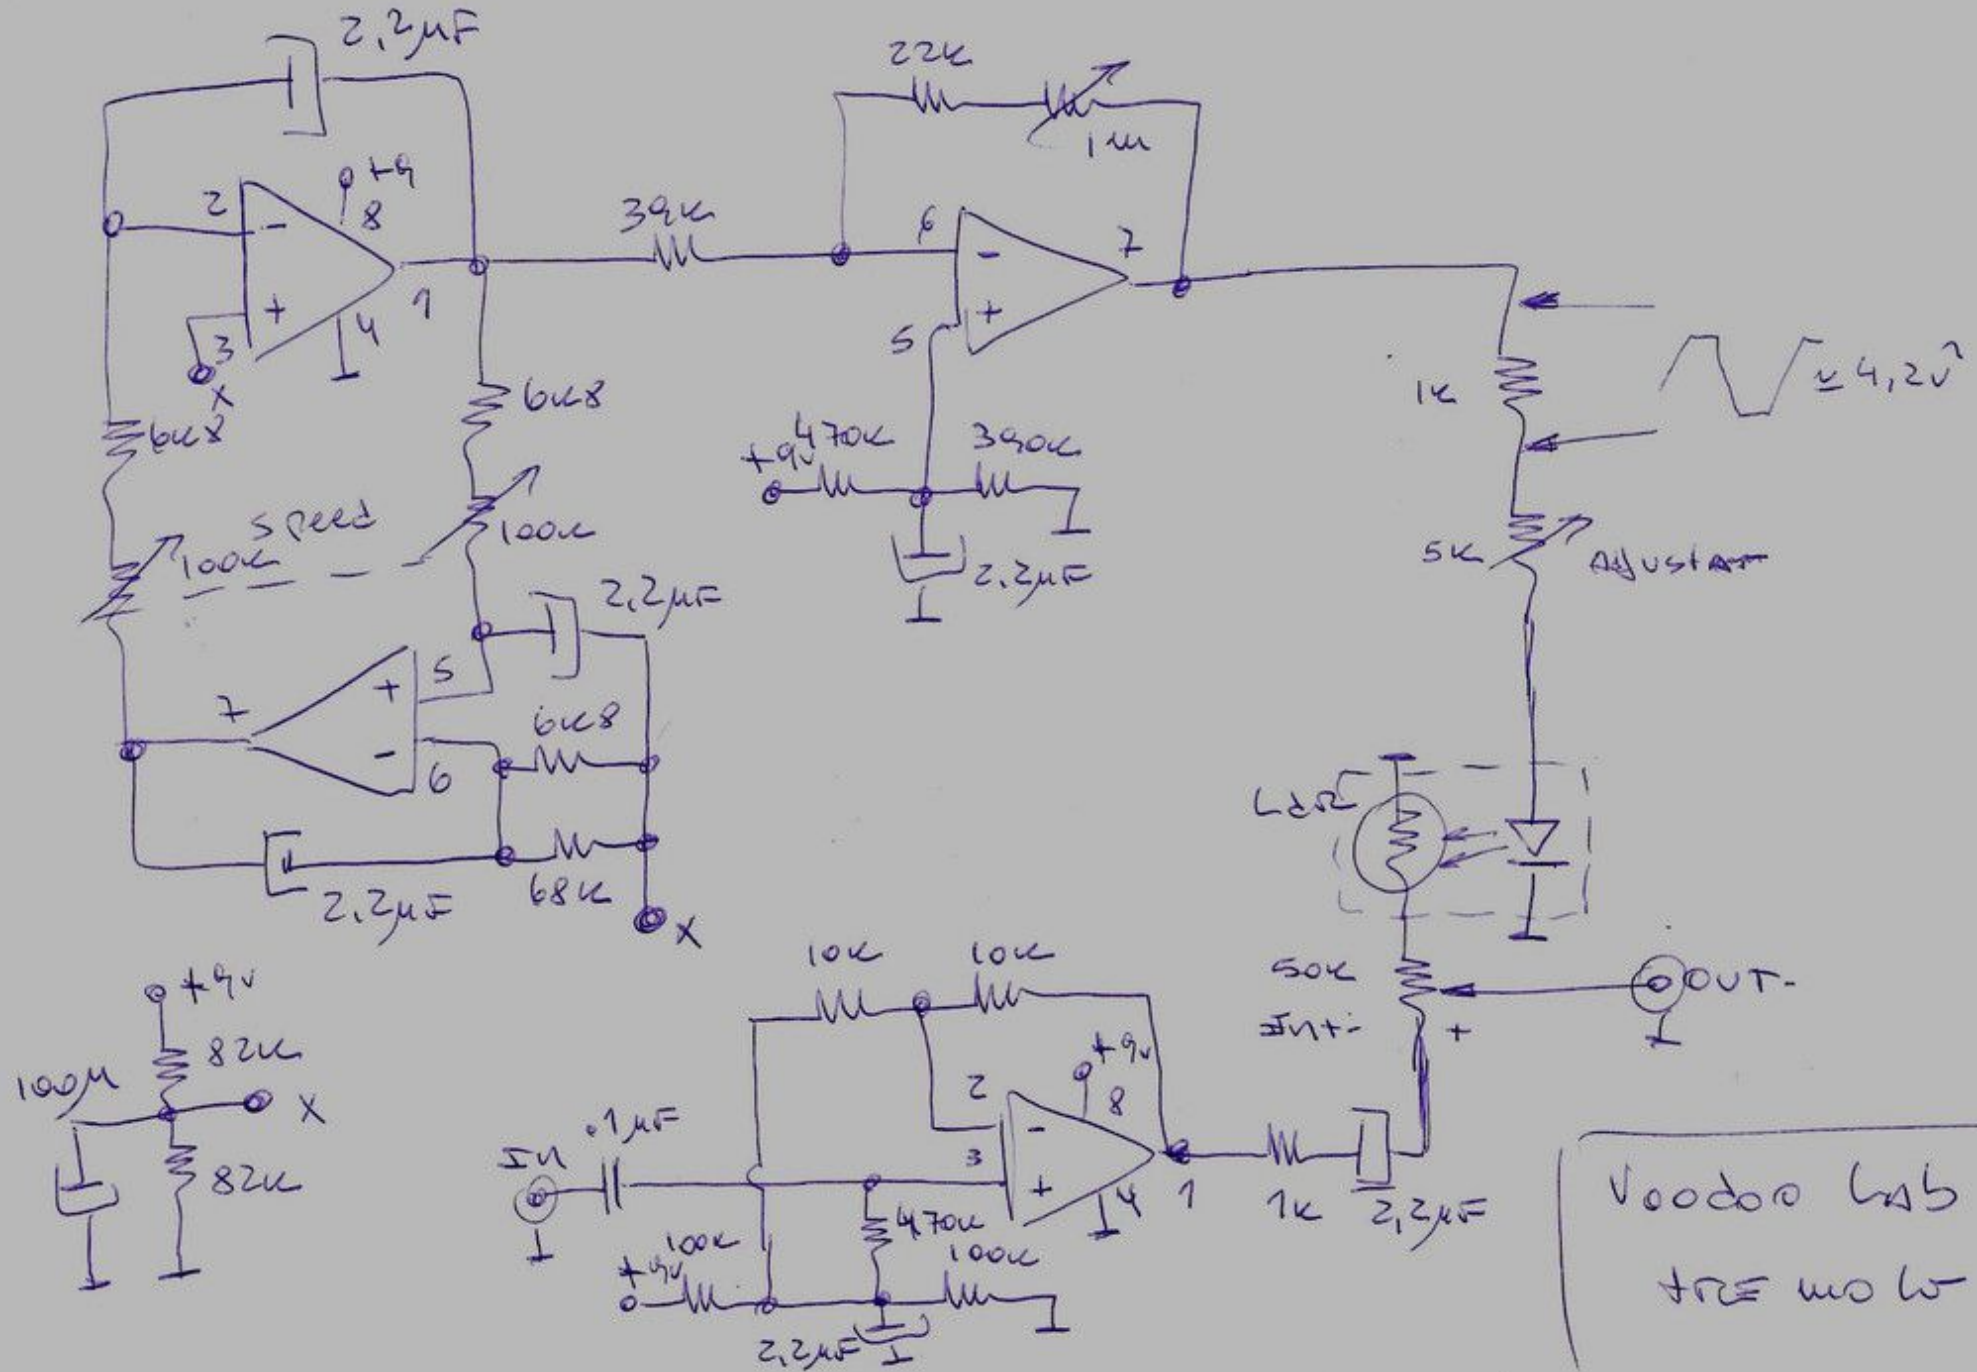 2,2µF
22K
1M
+9
2
-
8
39K
6
-
7
+
3
4
1
+
5
X
6K8
6K8
1K
≃ 4,2V
+9V
470K
390K
Speed
100K
100K
5K
2.2µF
2,2µF
7
5
+
6K8
-
6
LdR
2.2µF
68K
X
10K
10K
50K
OUT-
+9V
82K
Int-
+
100µ
X
+9V
2
8
.1µF
-
In
3
82K
+
4
1
1K
2,2µF
470K
100K
100K
+9V
2,2µF
Voodoo Lab